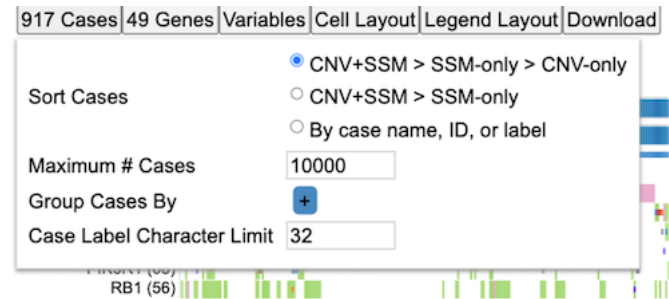 917 Cases 49 Genes Variables Cell Layout Legend Layout Download
Sort Cases
CNV+SSM > SSM-only > CNV-only
CNV+SSM > SSM-only
By case name, ID, or label
Maximum # Cases 10000
Group Cases By +
Case Label Character Limit 32
RB1 (56)